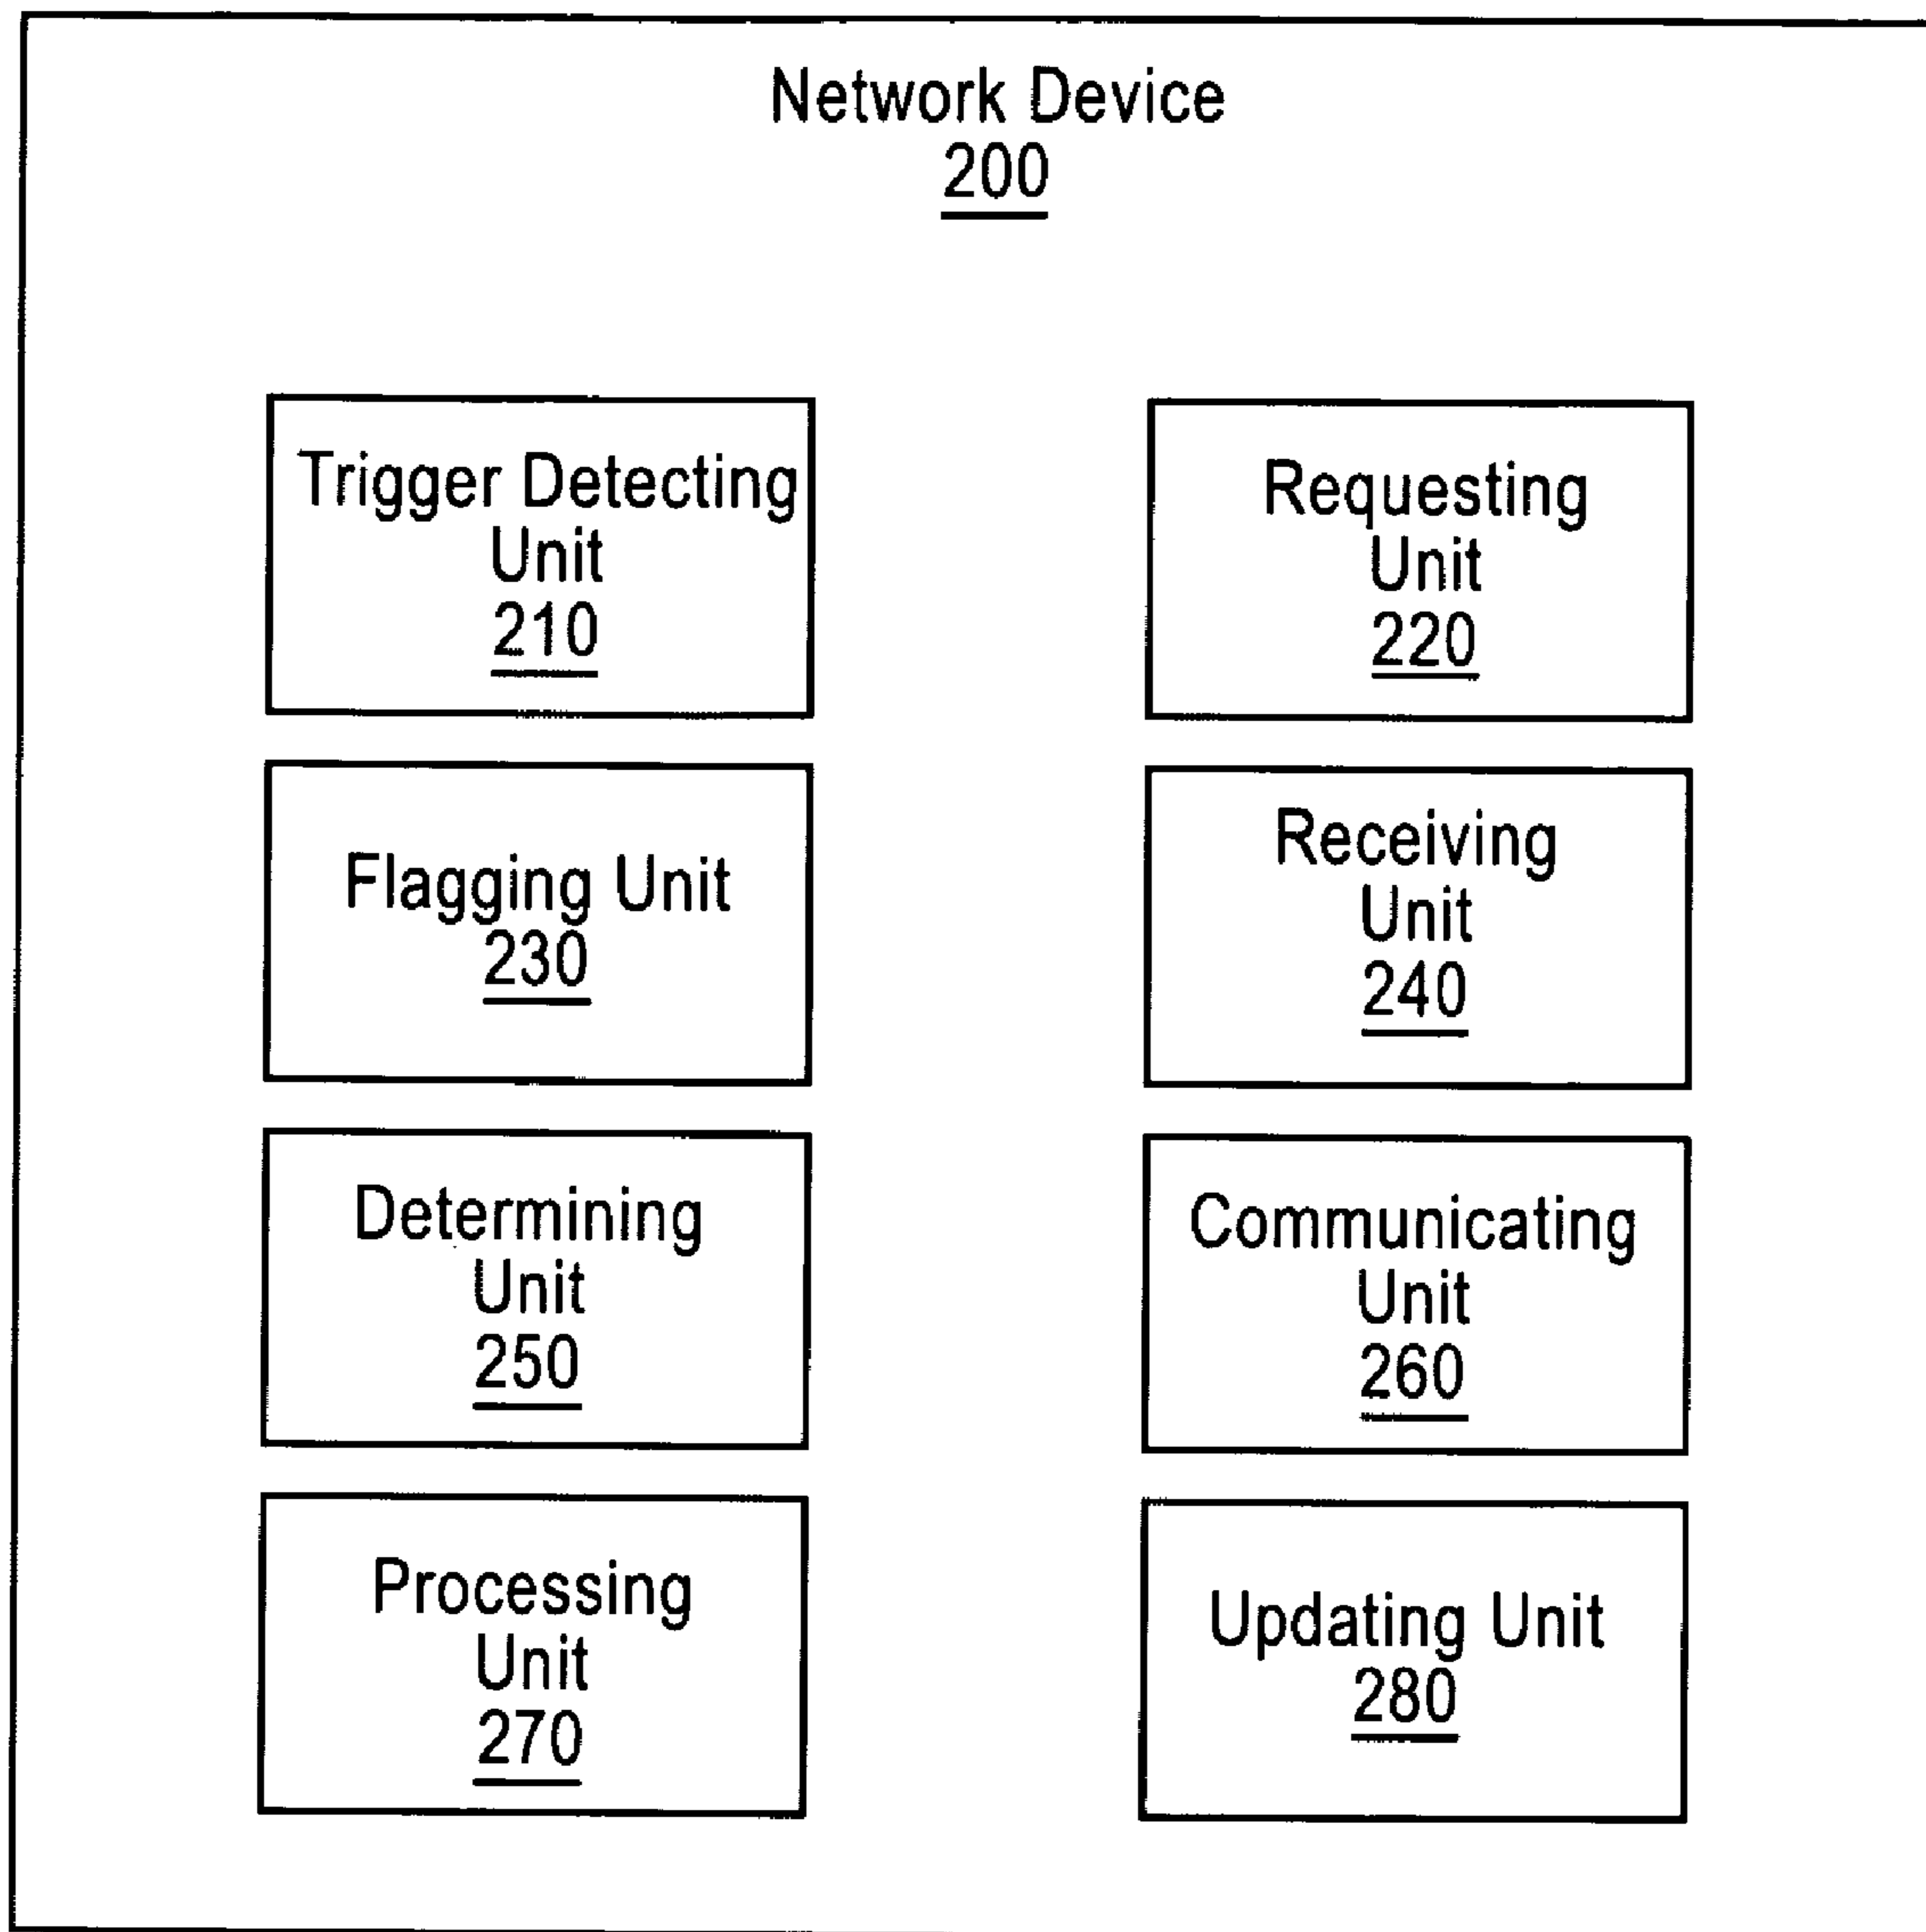 Network Device
200
Trigger Detecting
Unit
210
Requesting
Unit
220
Flagging Unit
230
Receiving
Unit
240
Determining
Unit
250
Communicating
Unit
260
Processing
Unit
270
Updating Unit
280